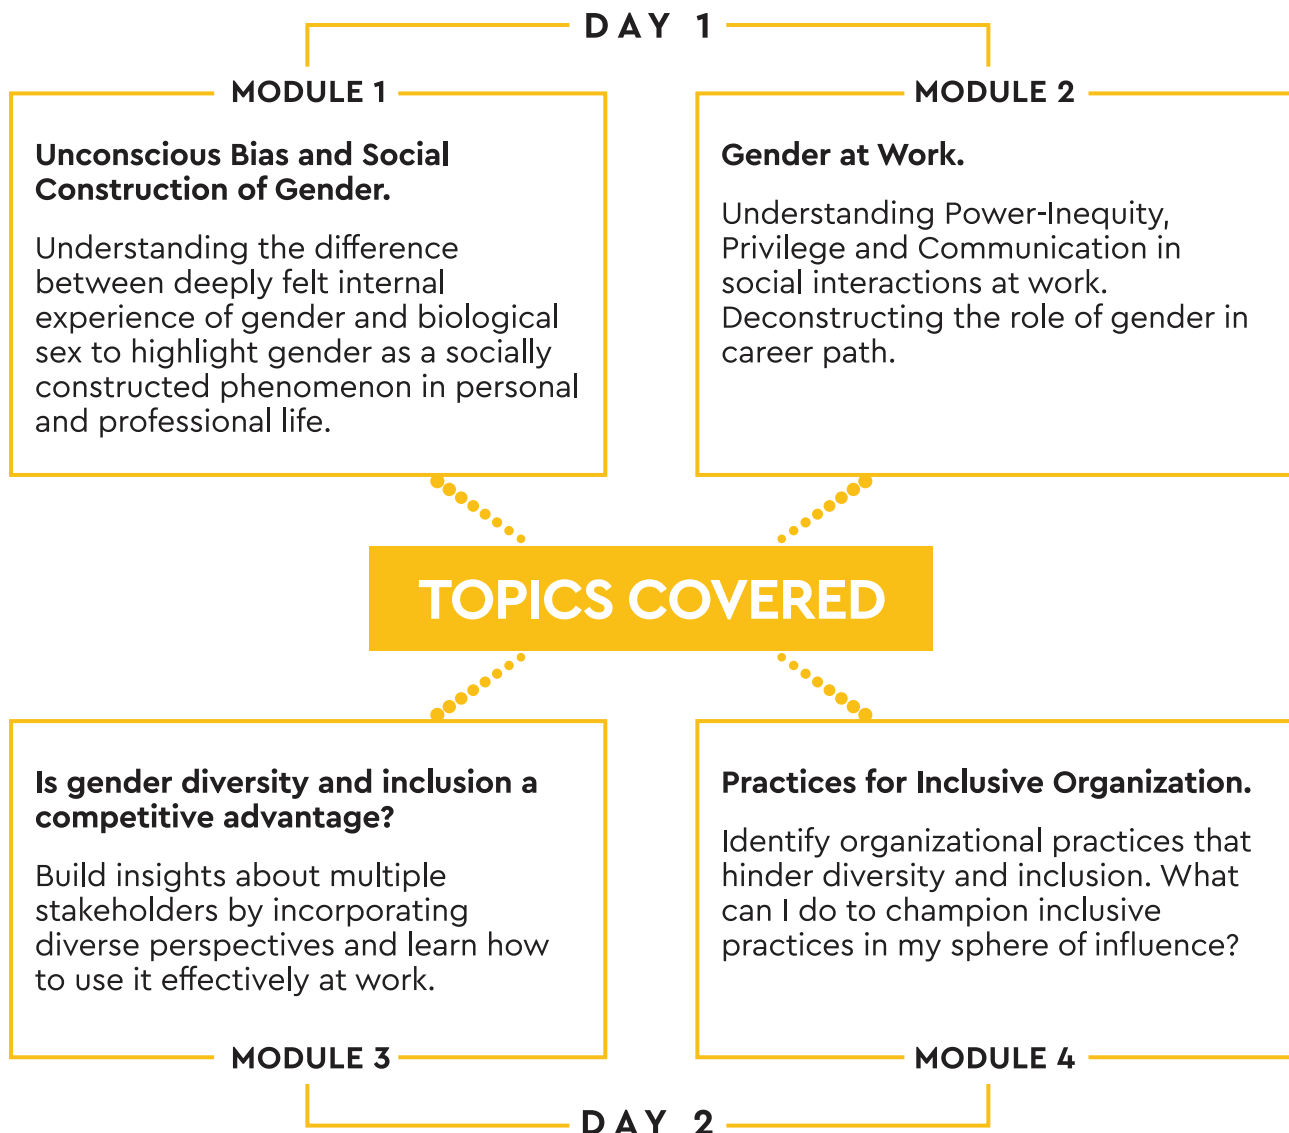 DAY 1
MODULE 1
Unconscious Bias and Social
Construction of Gender.
Understanding the difference
between deeply felt internal
experience of gender and biological
sex to highlight gender as a socially
constructed phenomenon in personal
and professional life.
MODULE 2
Gender at Work.
Understanding Power-Inequity,
Privilege and Communication in
social interactions at work.
Deconstructing the role of gender in
career path.
TOPICS COVERED
Is gender diversity and inclusion a
competitive advantage?
Build insights about multiple
stakeholders by incorporating
diverse perspectives and learn how
to use it effectively at work.
MODULE 3
Practices for Inclusive Organization.
Identify organizational practices that
hinder diversity and inclusion. What
can I do to champion inclusive
practices in my sphere of influence?
MODULE 4
DAY 2